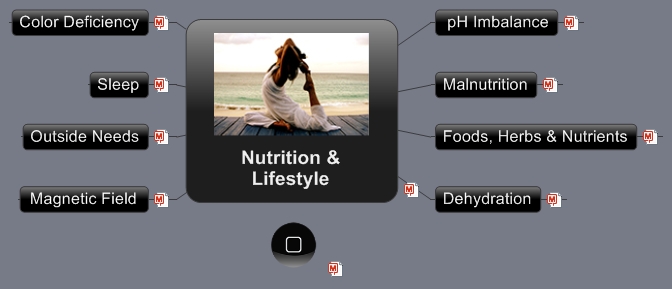 Color Deficiency
Sleep
Outside Needs
Magnetic Field
Nutrition &
Lifestyle
pH Imbalance
Malnutrition
Foods, Herbs & Nutrients
Dehydration